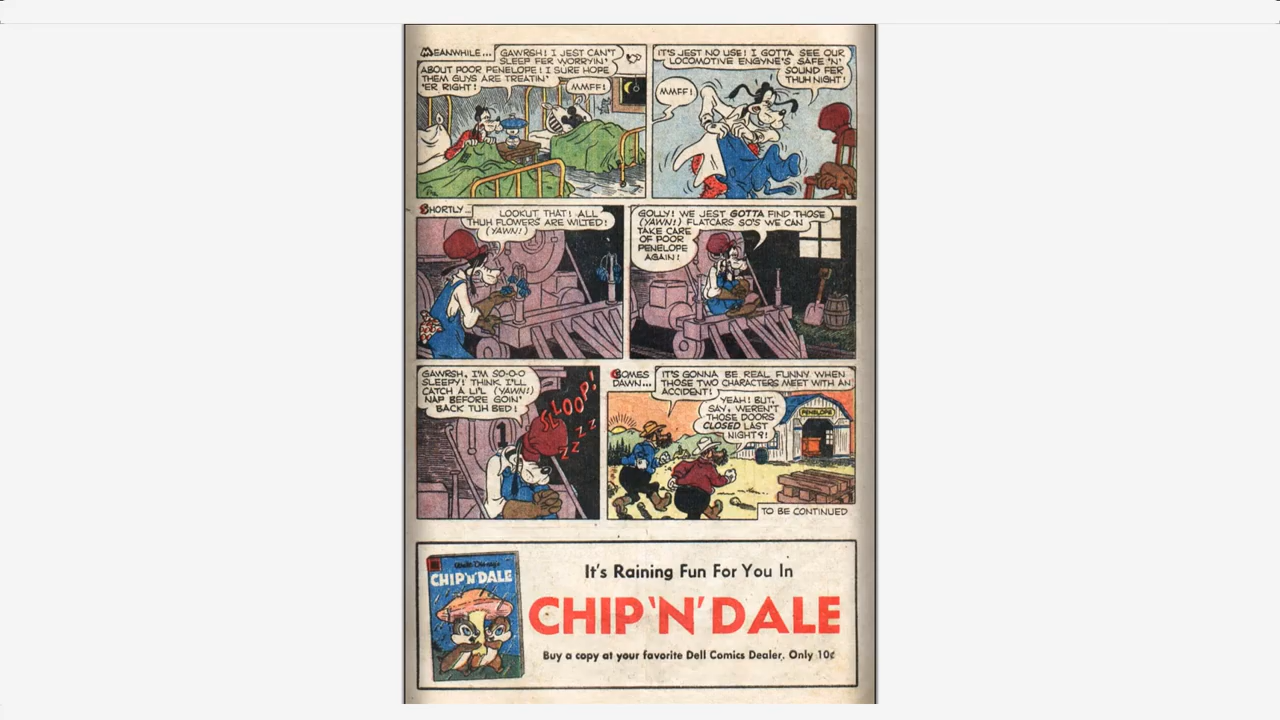 MEANWHILE...
GAWRSH! I JEST CAN'T
SLEEP FER WORRYIN'
ABOUT POOR PENELOPE! I SURE HOPE
THEM GUYS ARE TREATIN'
'ER RIGHT!
MMFF!
IT'S JEST NO USE! I GOTTA SEE OUR
LOCOMOTIVE ENGYNE'S SAFE 'N'
SOUND FER
THUH NIGHT!
MMFF!
SHORTLY...
LOOKUT THAT! ALL
THUH FLOWERS ARE WILTED!
(YAWN!)
GOLLY! WE JEST GOTTA FIND THOSE
(YAWN!) FLATCARS SO'S WE CAN
TAKE CARE
OF POOR
PENELOPE
AGAIN!
GAWRSH, I'M SO-O-O
SLEEPY! THINK I'LL
CATCH A LI'L (YAWN!)
NAP BEFORE GOIN'
BACK TUH BED!
SLOOP!
ZZZZ
1
COMES
DAWN...
IT'S GONNA BE REAL FUNNY WHEN
THOSE TWO CHARACTERS MEET WITH AN
ACCIDENT!
YEAH! BUT,
SAY, WEREN'T
THOSE DOORS
CLOSED LAST
NIGHT?!
PENELOPE
TO BE CONTINUED
Walt Disney's
CHIP 'N' DALE
It's Raining Fun For You In
CHIP 'N' DALE
Buy a copy at your favorite Dell Comics Dealer. Only 10¢